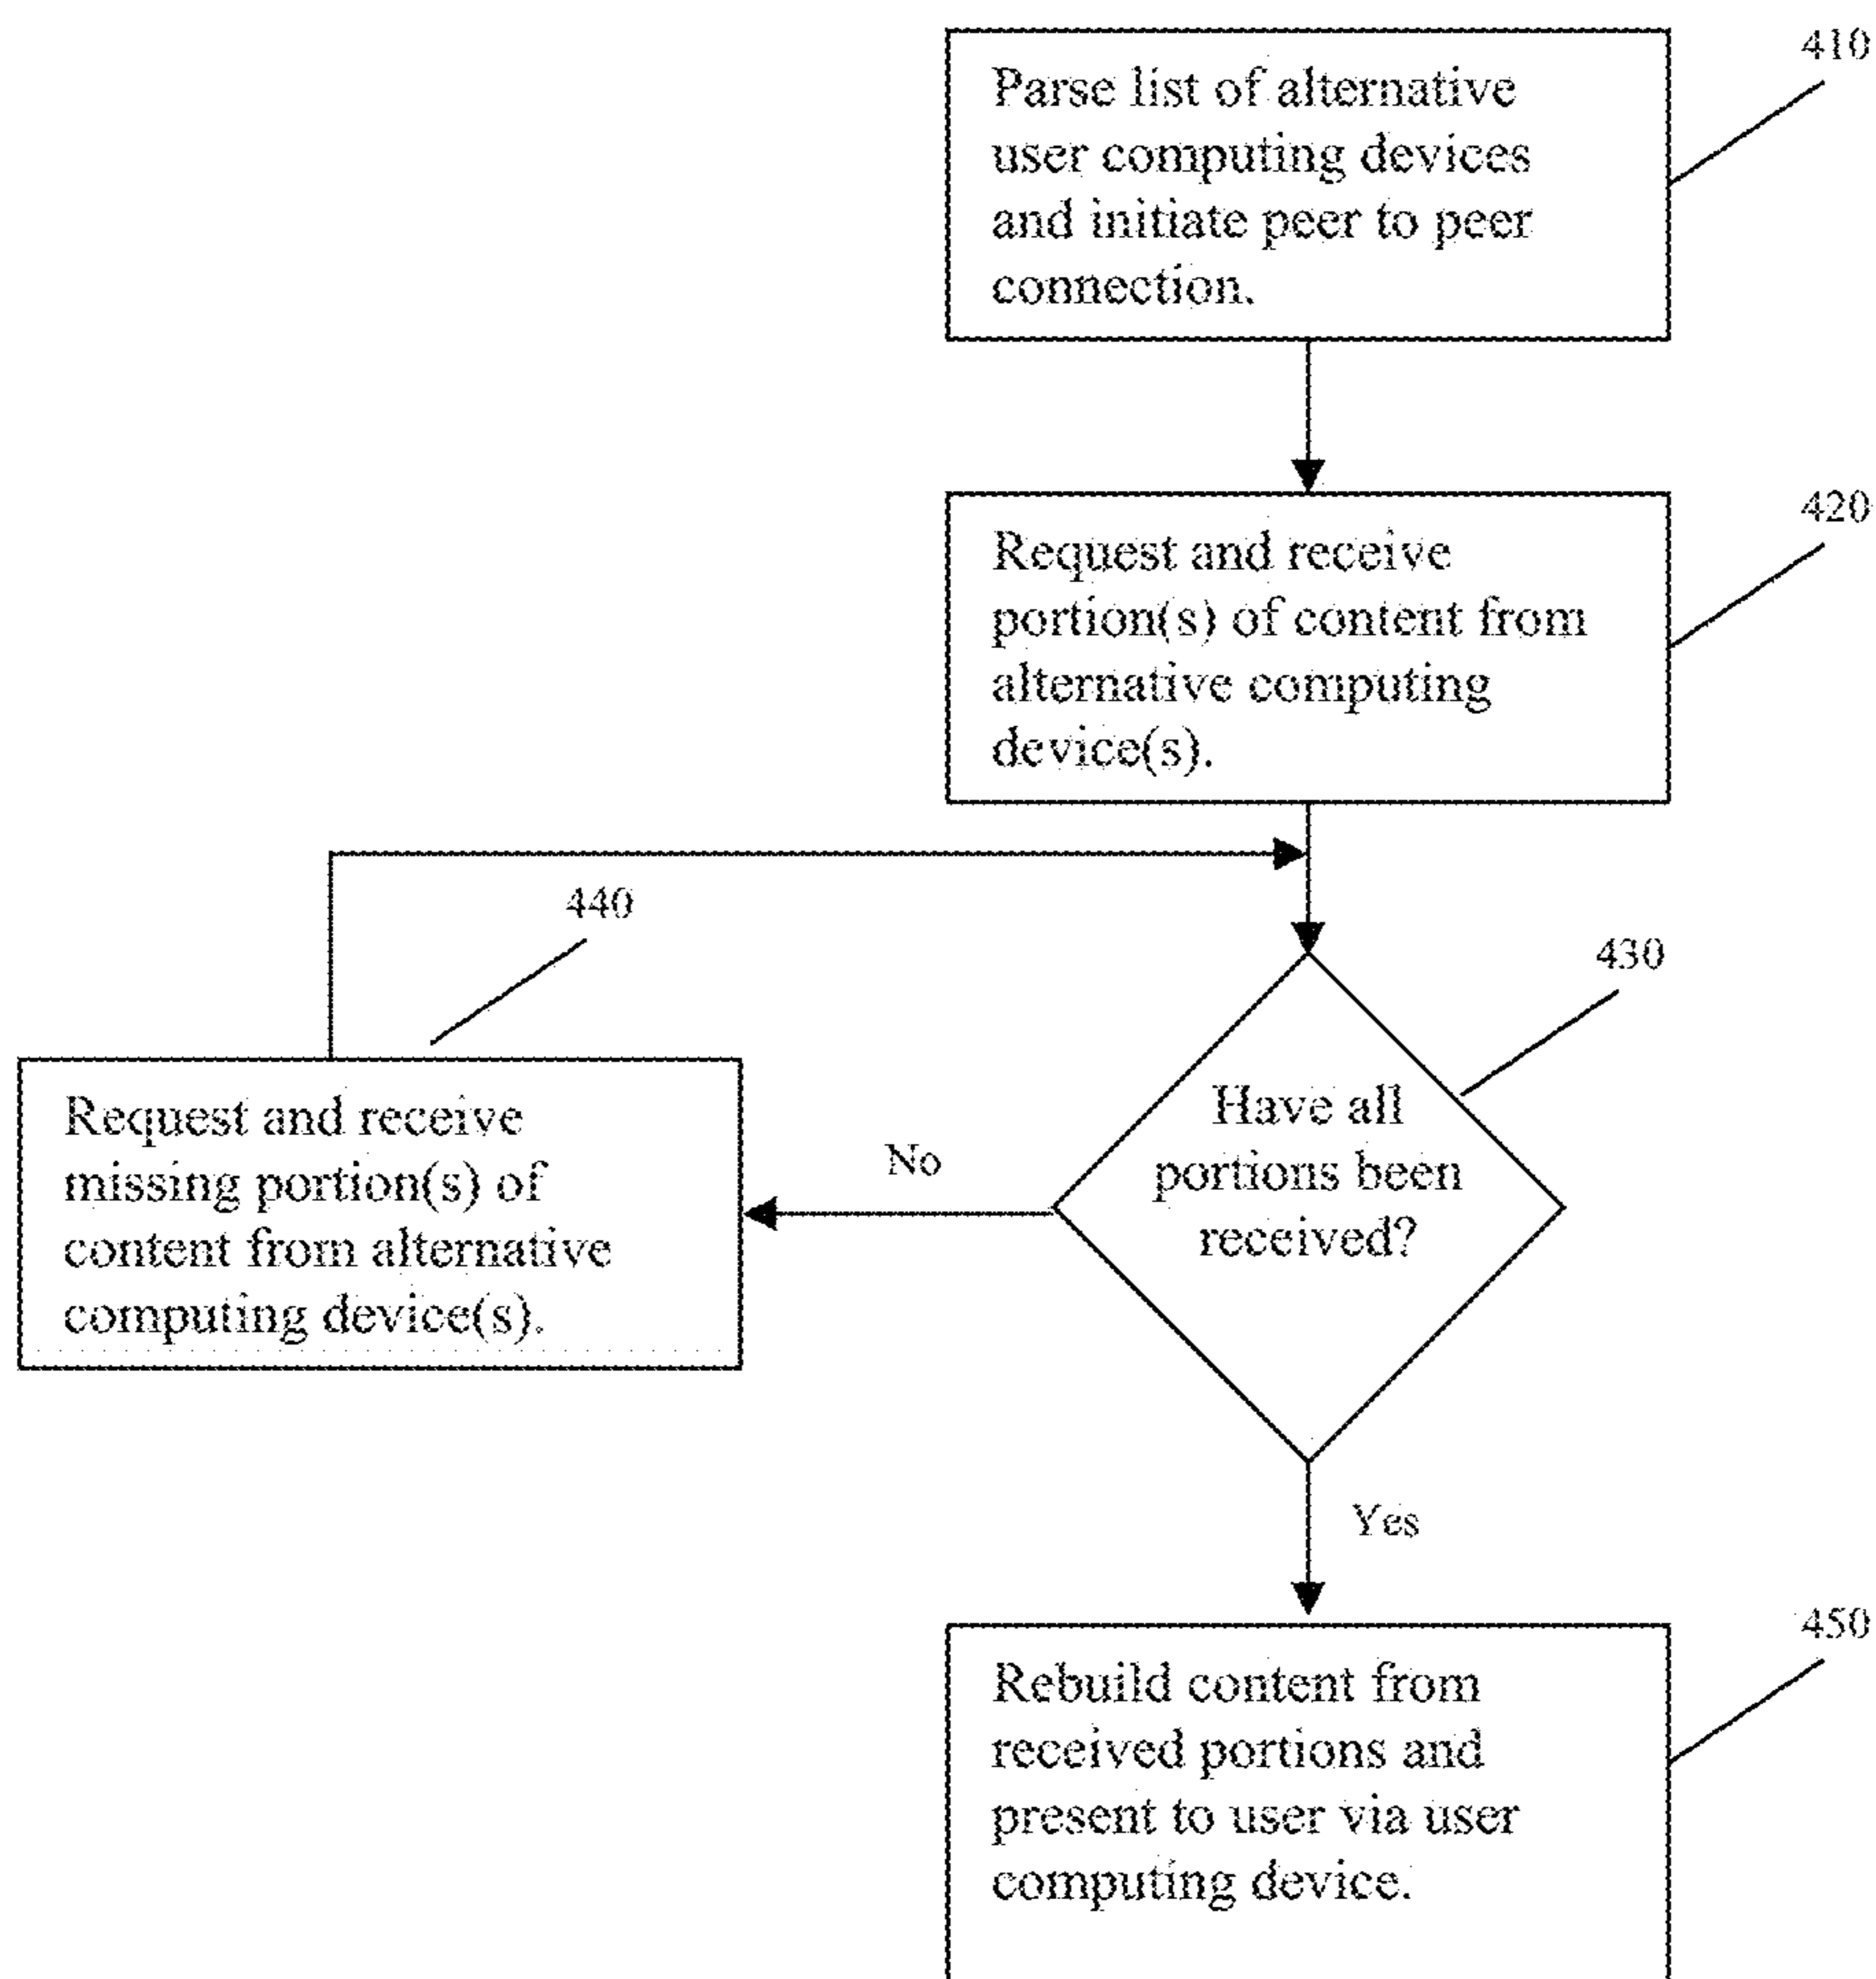 410
Parse list of alternative
user computing devices
and initiate peer to peer
connection.
420
Request and receive
portion(s) of content from
alternative computing
device(s).
440
430
Have all
portions been
received?
No
Request and receive
missing portion(s) of
content from alternative
computing device(s).
Yes
450
Rebuild content from
received portions and
present to user via user
computing device.